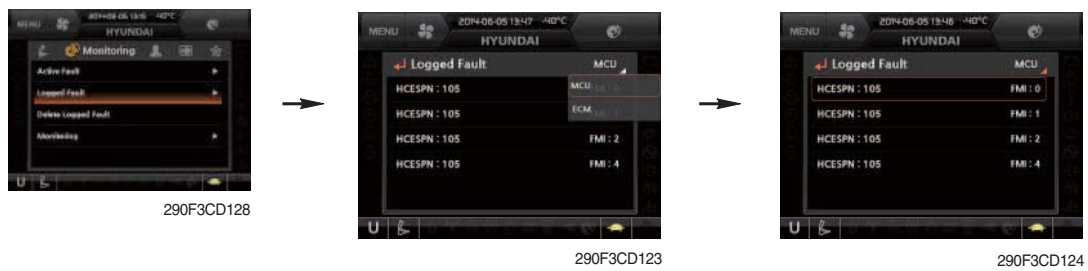 MENU
2014-06-05 13:15 -40°C
HYUNDAI
Monitoring
Active Fault
Logged Fault
Delete Logged Fault
Monitoring
U
290F3CD128
MENU
2014-06-05 13:47 -40°C
HYUNDAI
Logged Fault MCU
HCESPN : 105 MCU
HCESPN : 105 ECM
HCESPN : 105 FMI : 2
HCESPN : 105 FMI : 4
U
290F3CD123
MENU
2014-06-05 13:46 -40°C
HYUNDAI
Logged Fault MCU
HCESPN : 105 FMI : 0
HCESPN : 105 FMI : 1
HCESPN : 105 FMI : 2
HCESPN : 105 FMI : 4
U
290F3CD124